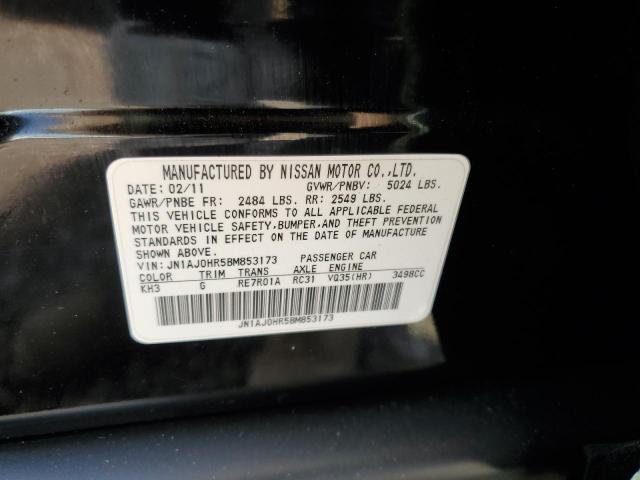 MANUFACTURED BY NISSAN MOTOR CO.,LTD.
DATE: 02/11 GVWR/PNBV: 5024 LBS.
GAWR/PNBE FR: 2484 LBS. RR: 2549 LBS.
THIS VEHICLE CONFORMS TO ALL APPLICABLE FEDERAL
MOTOR VEHICLE SAFETY,BUMPER,AND THEFT PREVENTION
STANDARDS IN EFFECT ON THE DATE OF MANUFACTURE
SHOWN ABOVE.
VIN: JN1AJ0HR5BM853173 PASSENGER CAR
COLOR TRIM TRANS AXLE ENGINE
KH3 G RE7R01A RC31 VQ35(HR) 3498CC
JN1AJ0HR5BM853173